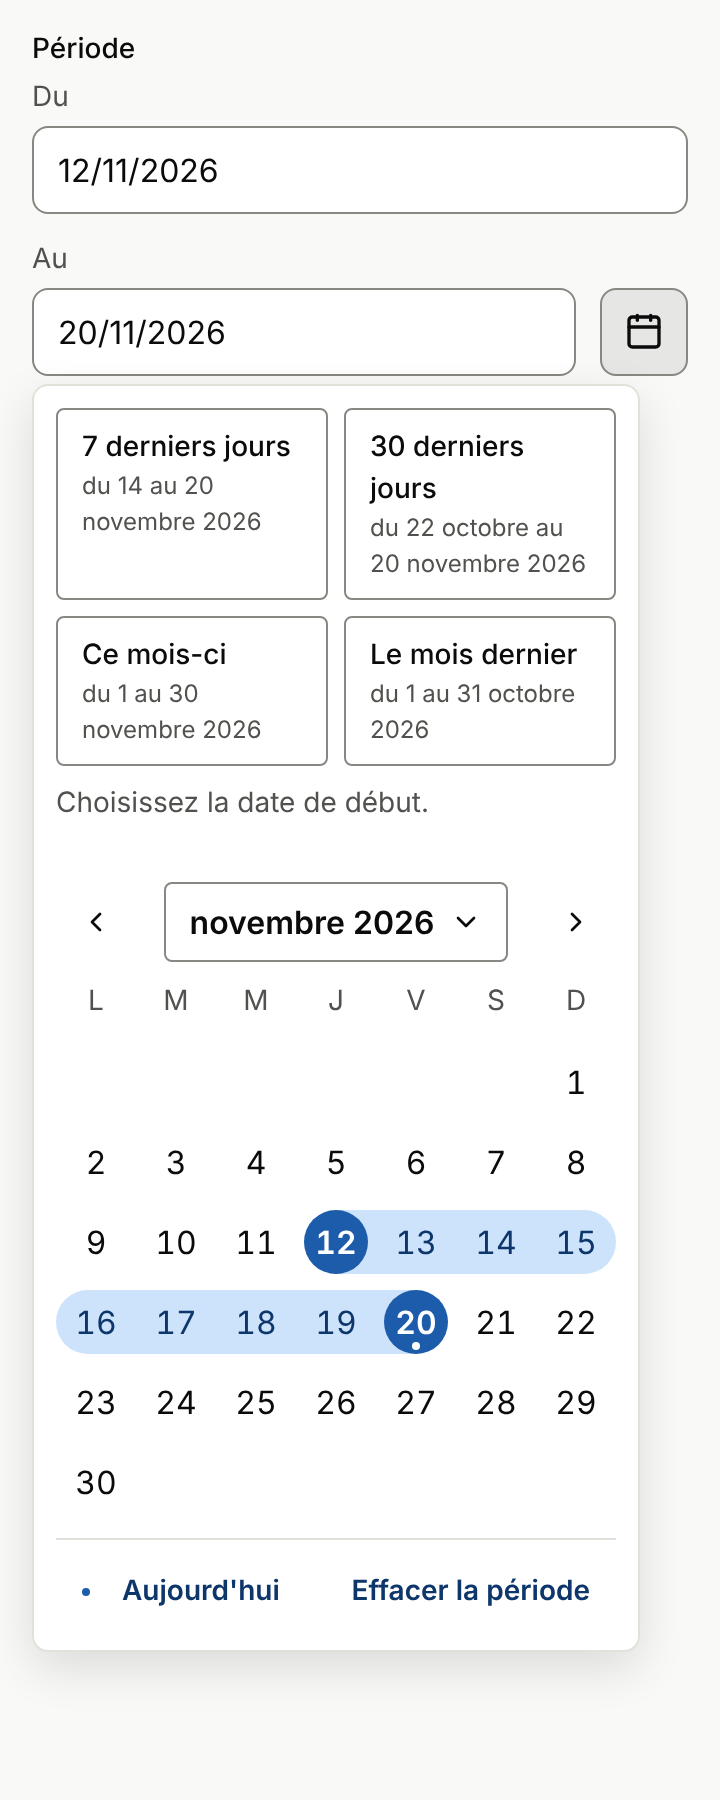 Période
Du
12/11/2026
Au
20/11/2026
7 derniers jours
du 14 au 20
novembre 2026
30 derniers
jours
du 22 octobre au
20 novembre 2026
Ce mois-ci
du 1 au 30
novembre 2026
Le mois dernier
du 1 au 31 octobre
2026
Choisissez la date de début.
novembre 2026
L M M J V S D
1
2 3 4 5 6 7 8
9 10 11 12 13 14 15
16 17 18 19 20 21 22
23 24 25 26 27 28 29
30
Aujourd'hui Effacer la période